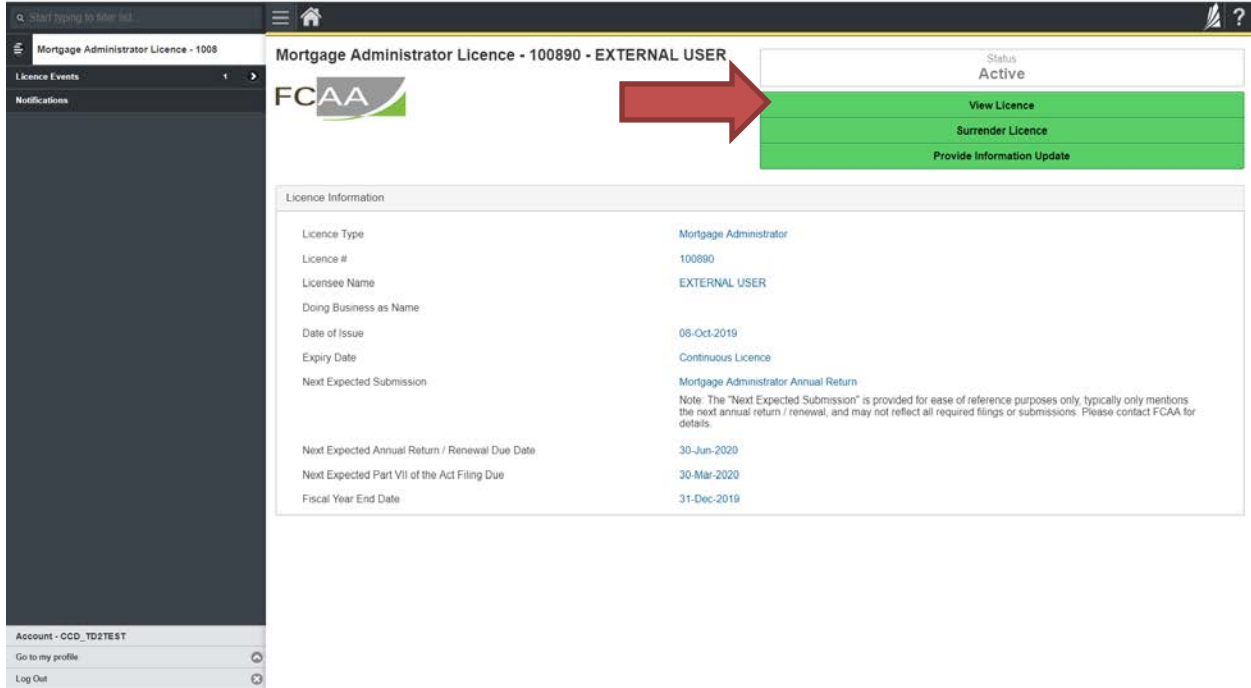 Start typing to filter list...
Mortgage Administrator Licence - 1008
Licence Events 1
Notifications
Account - CCD_TD2TEST
Go to my profile
Log Out
?
Mortgage Administrator Licence - 100890 - EXTERNAL USER
FCAA
Status
Active
View Licence
Surrender Licence
Provide Information Update
Licence Information
Licence Type Mortgage Administrator
Licence # 100890
Licensee Name EXTERNAL USER
Doing Business as Name
Date of Issue 08-Oct-2019
Expiry Date Continuous Licence
Next Expected Submission Mortgage Administrator Annual Return
Note: The "Next Expected Submission" is provided for ease of reference purposes only, typically only mentions
the next annual return / renewal, and may not reflect all required filings or submissions. Please contact FCAA for
details.
Next Expected Annual Return / Renewal Due Date 30-Jun-2020
Next Expected Part VII of the Act Filing Due 30-Mar-2020
Fiscal Year End Date 31-Dec-2019